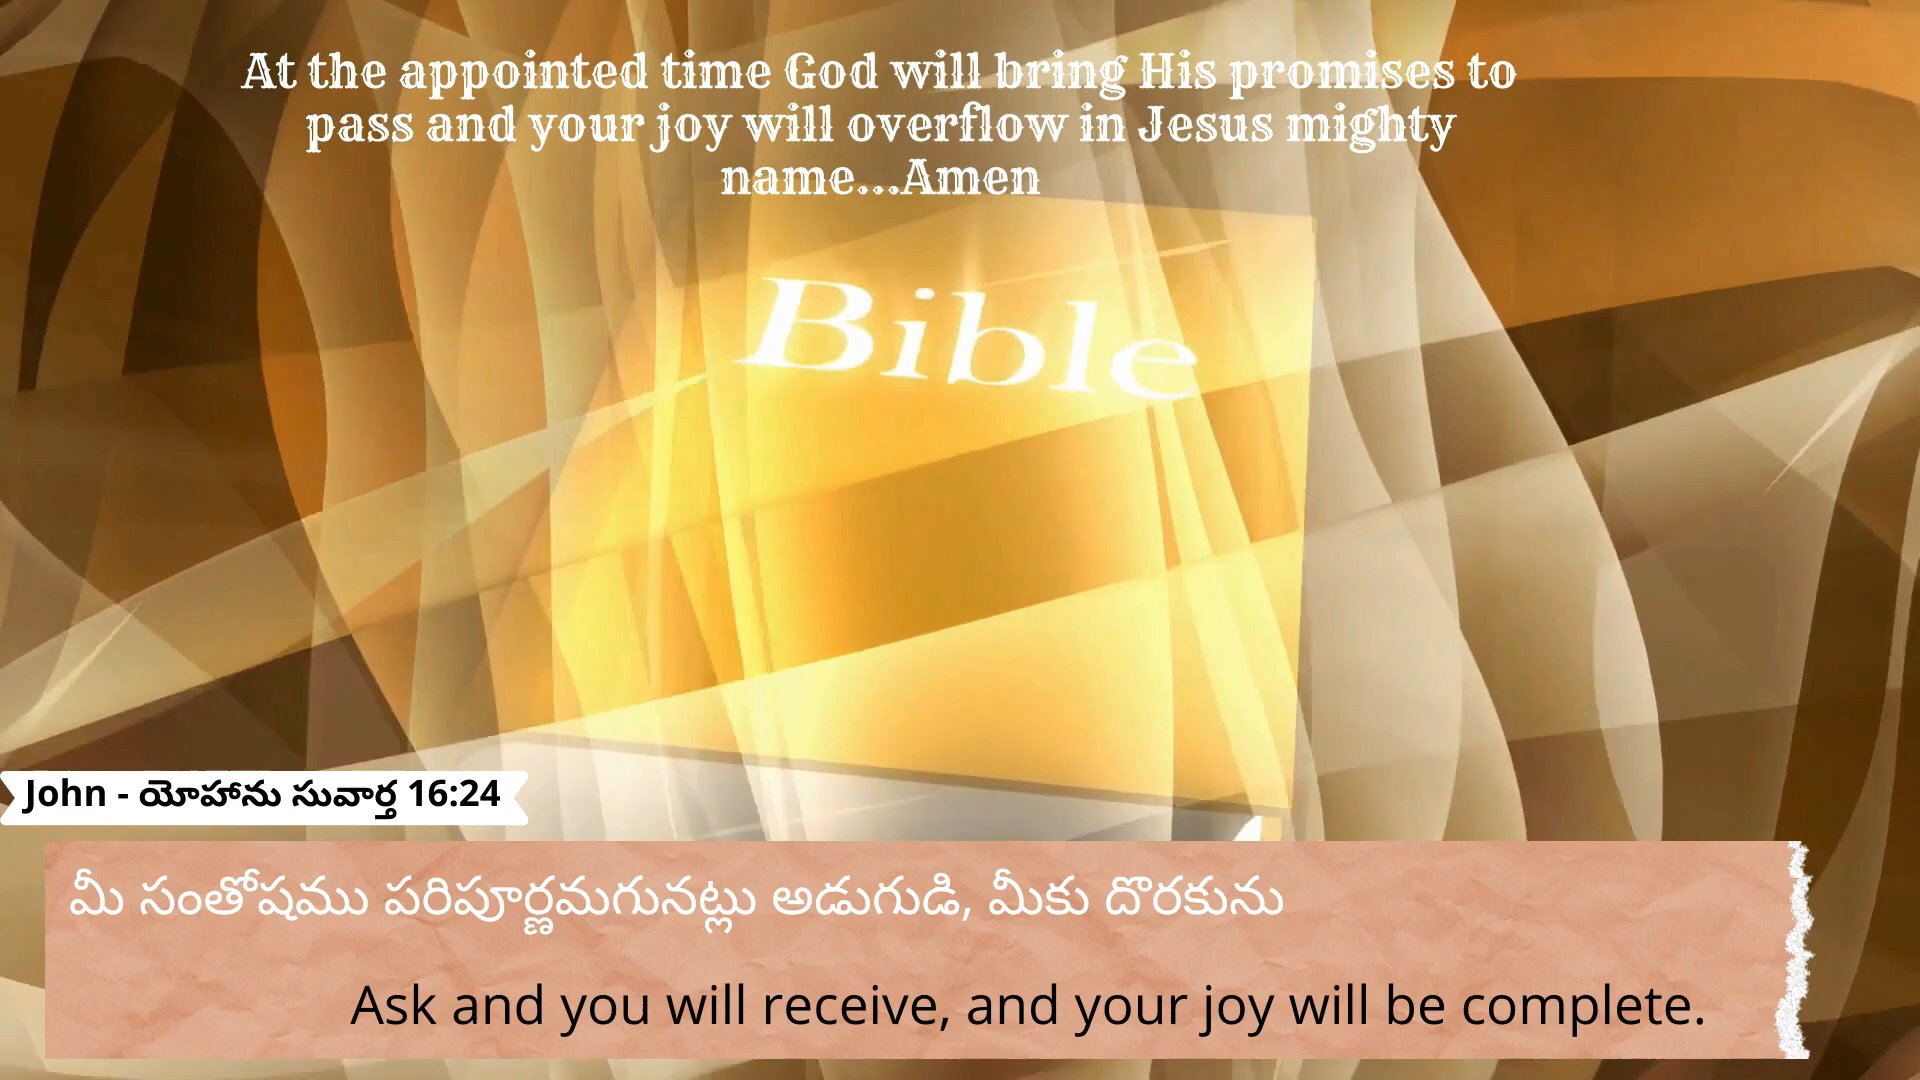 At the appointed time God will bring His promises to
pass and your joy will overflow in Jesus mighty
name...Amen
Bible
John - యోహాను సువార్త 16:24
మీ సంతోషము పరిపూర్ణమగునట్లు అడుగుడి, మీకు దొరకును
Ask and you will receive, and your joy will be complete.